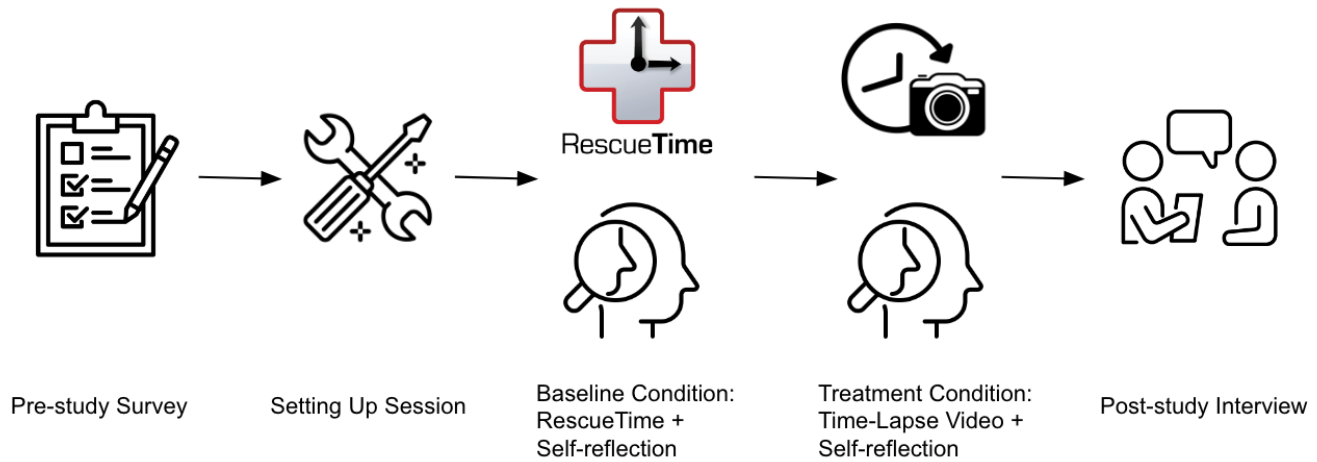 RescueTime
Pre-study Survey
Setting Up Session
Baseline Condition:
RescueTime +
Self-reflection
Treatment Condition:
Time-Lapse Video +
Self-reflection
Post-study Interview